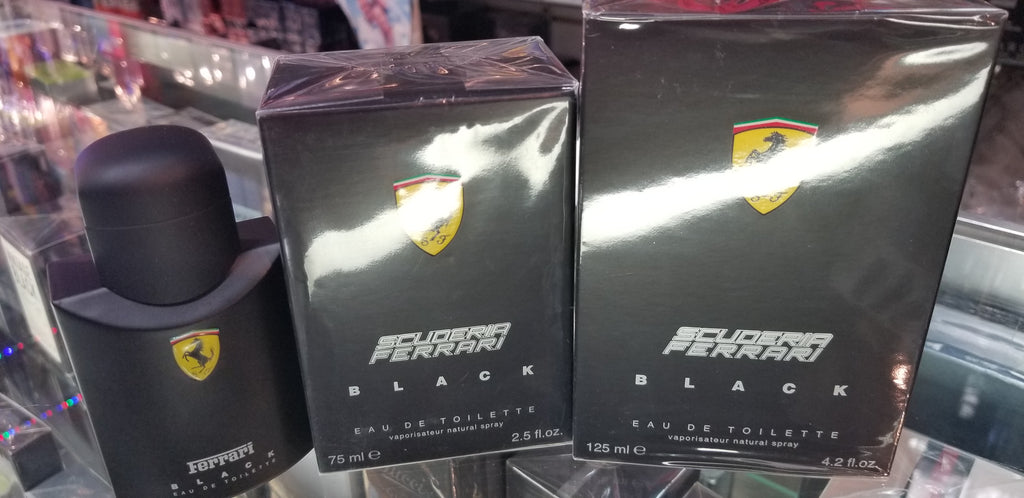 Ferrari
BLACK
EAU DE TOILETTE
SF
SCUDERIA
FERRARI
BLACK
EAU DE TOILETTE
vaporisateur natural spray
75 ml e 2.5 fl.oz.
SCUDERIA
FERRARI
BLACK
EAU DE TOILETTE
vaporisateur natural spray
125 ml e 4.2 fl.oz.